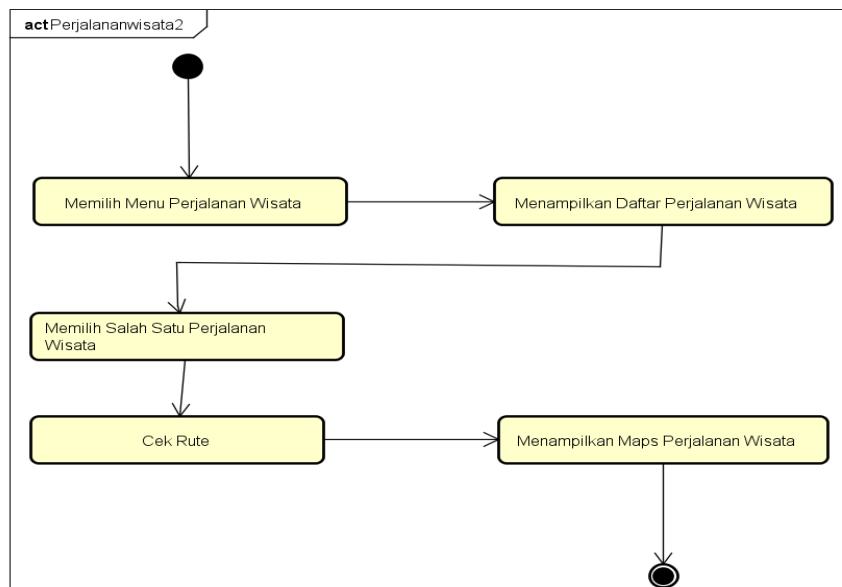 act Perjalananwisata2
Memilih Menu Perjalanan Wisata
Menampilkan Daftar Perjalanan Wisata
Memilih Salah Satu Perjalanan
Wisata
Cek Rute
Menampilkan Maps Perjalanan Wisata